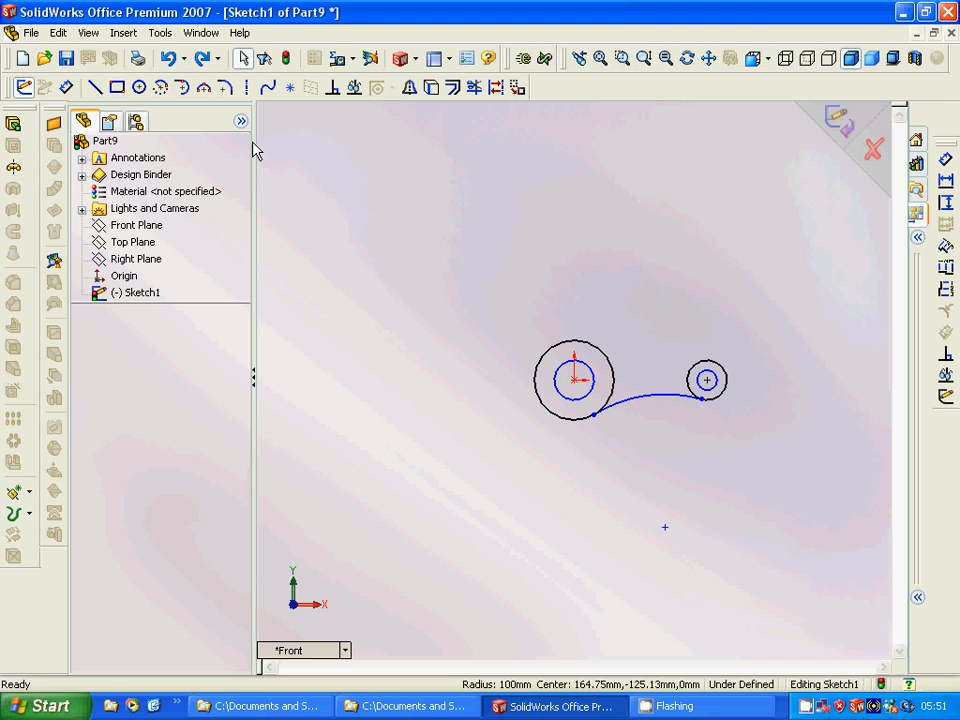 SolidWorks Office Premium 2007 - [Sketch1 of Part9 *]
File Edit View Insert Tools Window Help
Part9
Annotations
Design Binder
Material <not specified>
Lights and Cameras
Front Plane
Top Plane
Right Plane
Origin
(-) Sketch1
Y
X
*Front
Ready Radius: 100mm Center: 164.75mm,-125.13mm,0mm Under Defined Editing Sketch1
Start C:\Documents and S... C:\Documents and S... SolidWorks Office Pr... Flashing 05:51